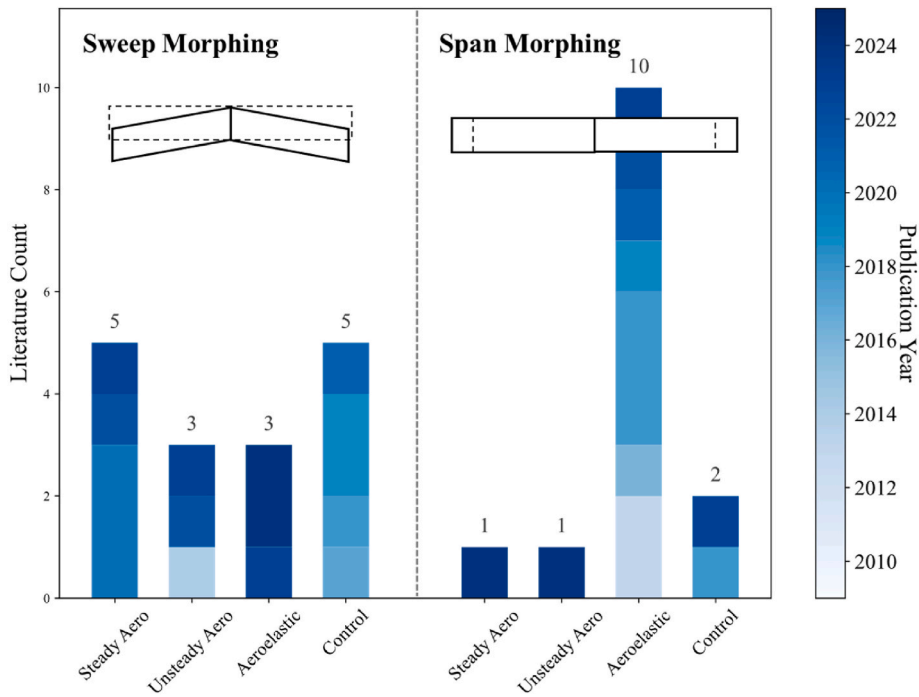 Sweep Morphing
Span Morphing
10
5
3
3
5
1
1
10
2
Literature Count
10
8
6
4
2
0
Steady Aero
Unsteady Aero
Aeroelastic
Control
Steady Aero
Unsteady Aero
Aeroelastic
Control
2024
2022
2020
2018
2016
2014
2012
2010
Publication Year